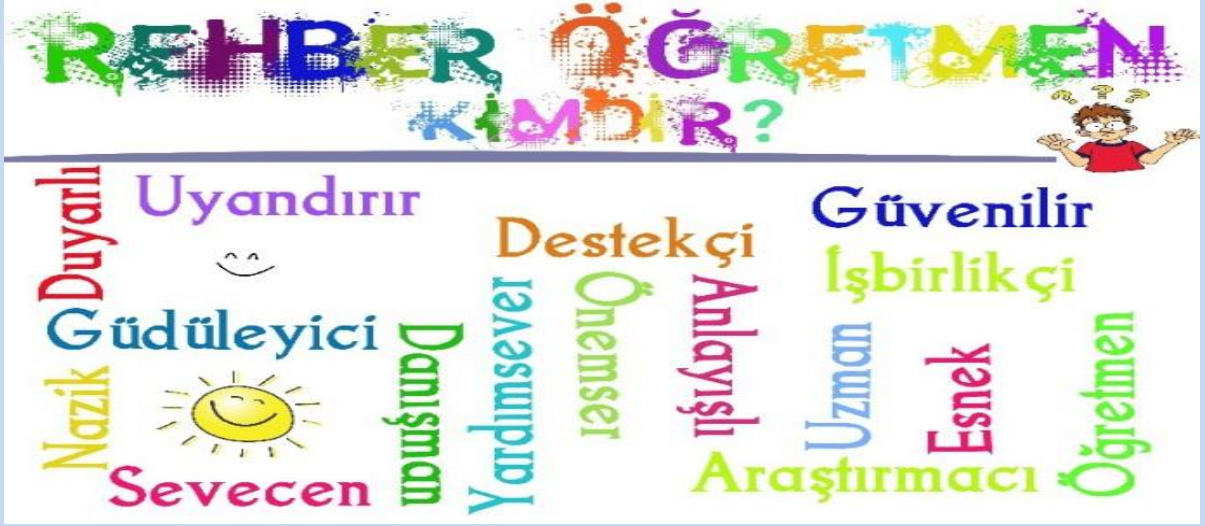 REHBER ÖĞRETMEN
KİMDİR?
Duyarlı
Uyandırır
Destekçi
Güvenilir
İşbirlikçi
Güdüleyici
Nazik
Sevecen
Danışman
Yardımsever
Önemser
Anlayışlı
Uzman
Esnek
Öğretmen
Araştırmacı